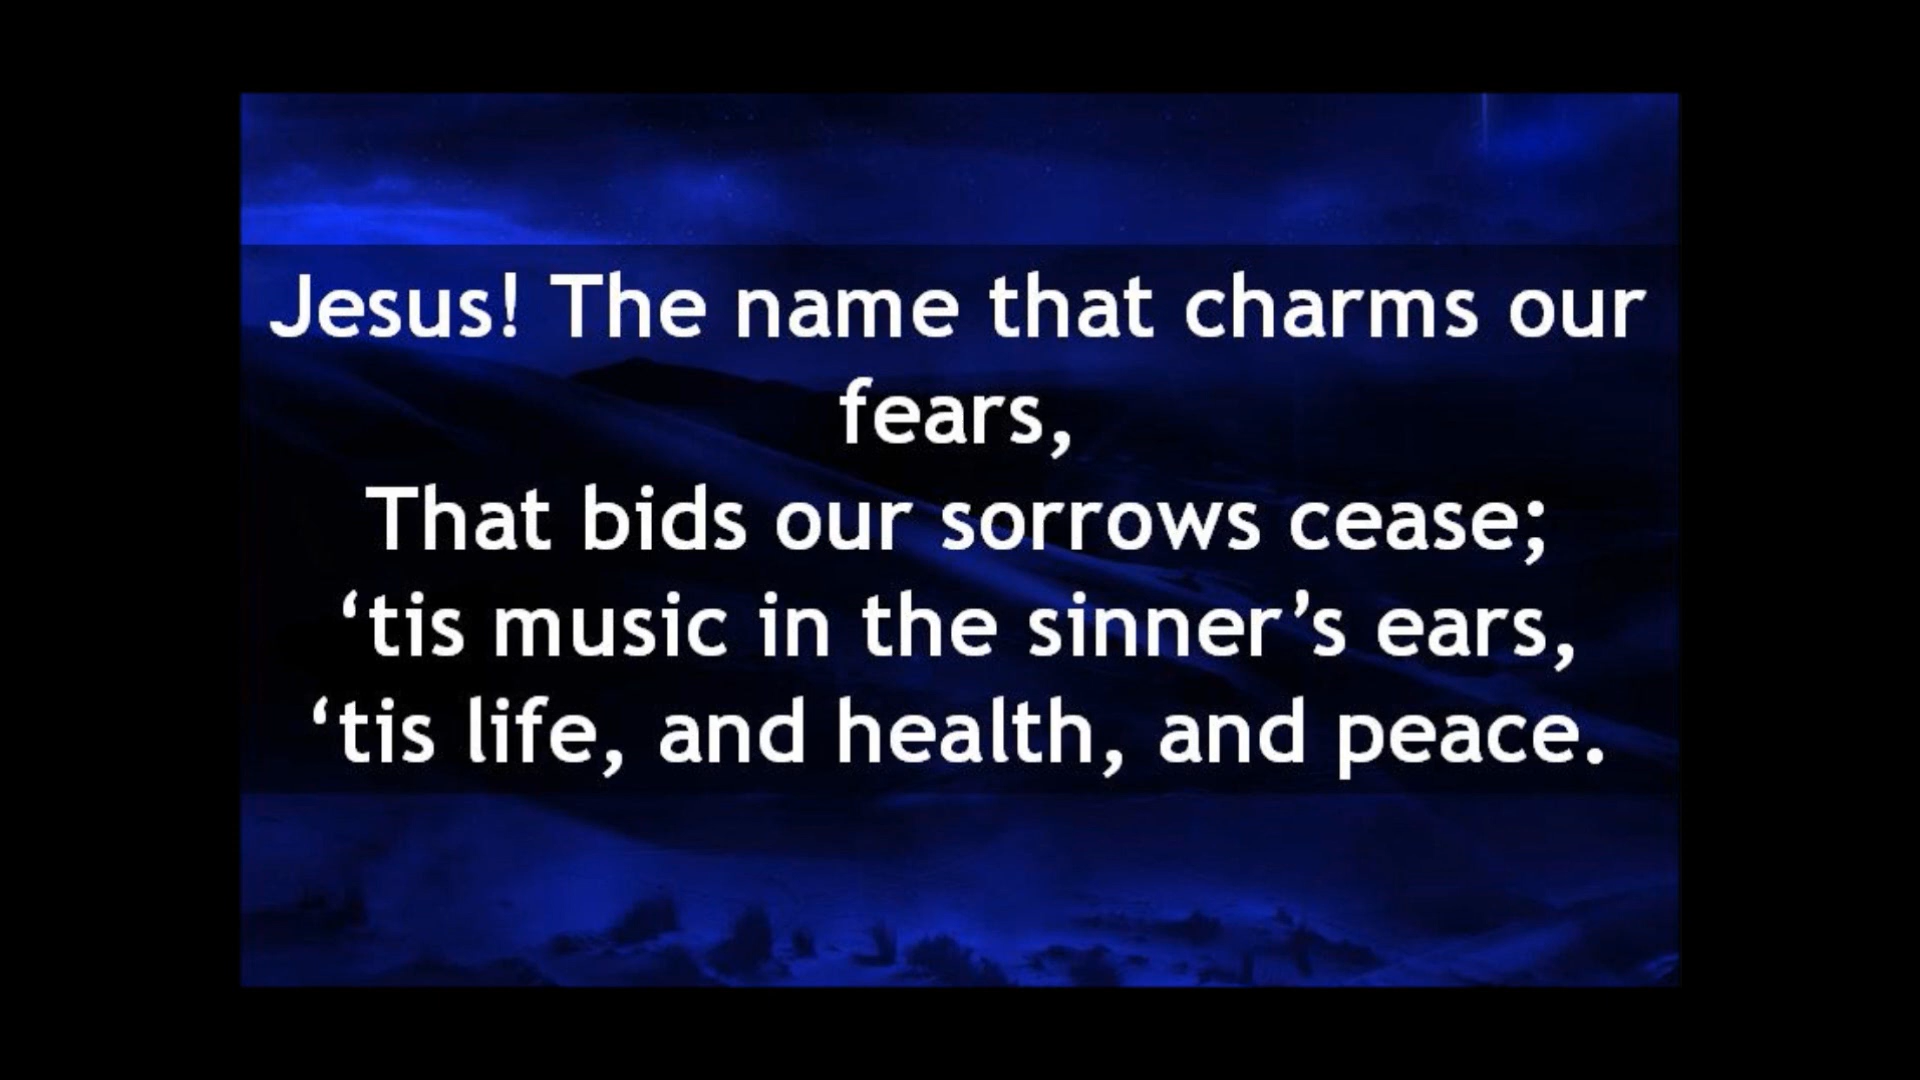 Jesus! The name that charms our
fears,
That bids our sorrows cease;
‘tis music in the sinner’s ears,
‘tis life, and health, and peace.